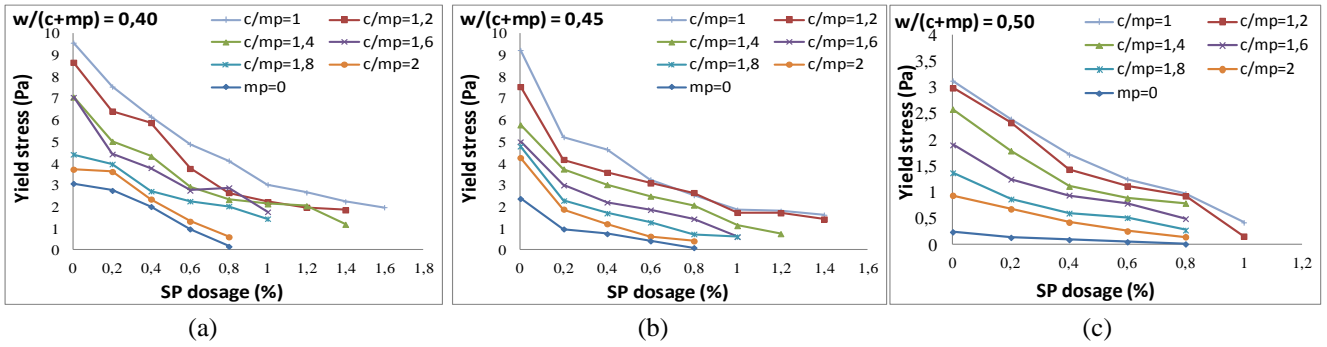 w/(c+mp) = 0,40
c/mp=1
c/mp=1,2
c/mp=1,4
c/mp=1,6
c/mp=1,8
c/mp=2
mp=0
Yield stress (Pa)
10
9
8
7
6
5
4
3
2
1
0
0 0,2 0,4 0,6 0,8 1 1,2 1,4 1,6 1,8
SP dosage (%)
(a)
w/(c+mp) = 0,45
c/mp=1
c/mp=1,2
c/mp=1,4
c/mp=1,6
c/mp=1,8
c/mp=2
mp=0
Yield stress (Pa)
10
9
8
7
6
5
4
3
2
1
0
0 0,2 0,4 0,6 0,8 1 1,2 1,4 1,6
SP dosage (%)
(b)
w/(c+mp) = 0,50
c/mp=1
c/mp=1,2
c/mp=1,4
c/mp=1,6
c/mp=1,8
c/mp=2
mp=0
Yield stress (Pa)
4
3,5
3
2,5
2
1,5
1
0,5
0
0 0,2 0,4 0,6 0,8 1 1,2
SP dosage (%)
(c)